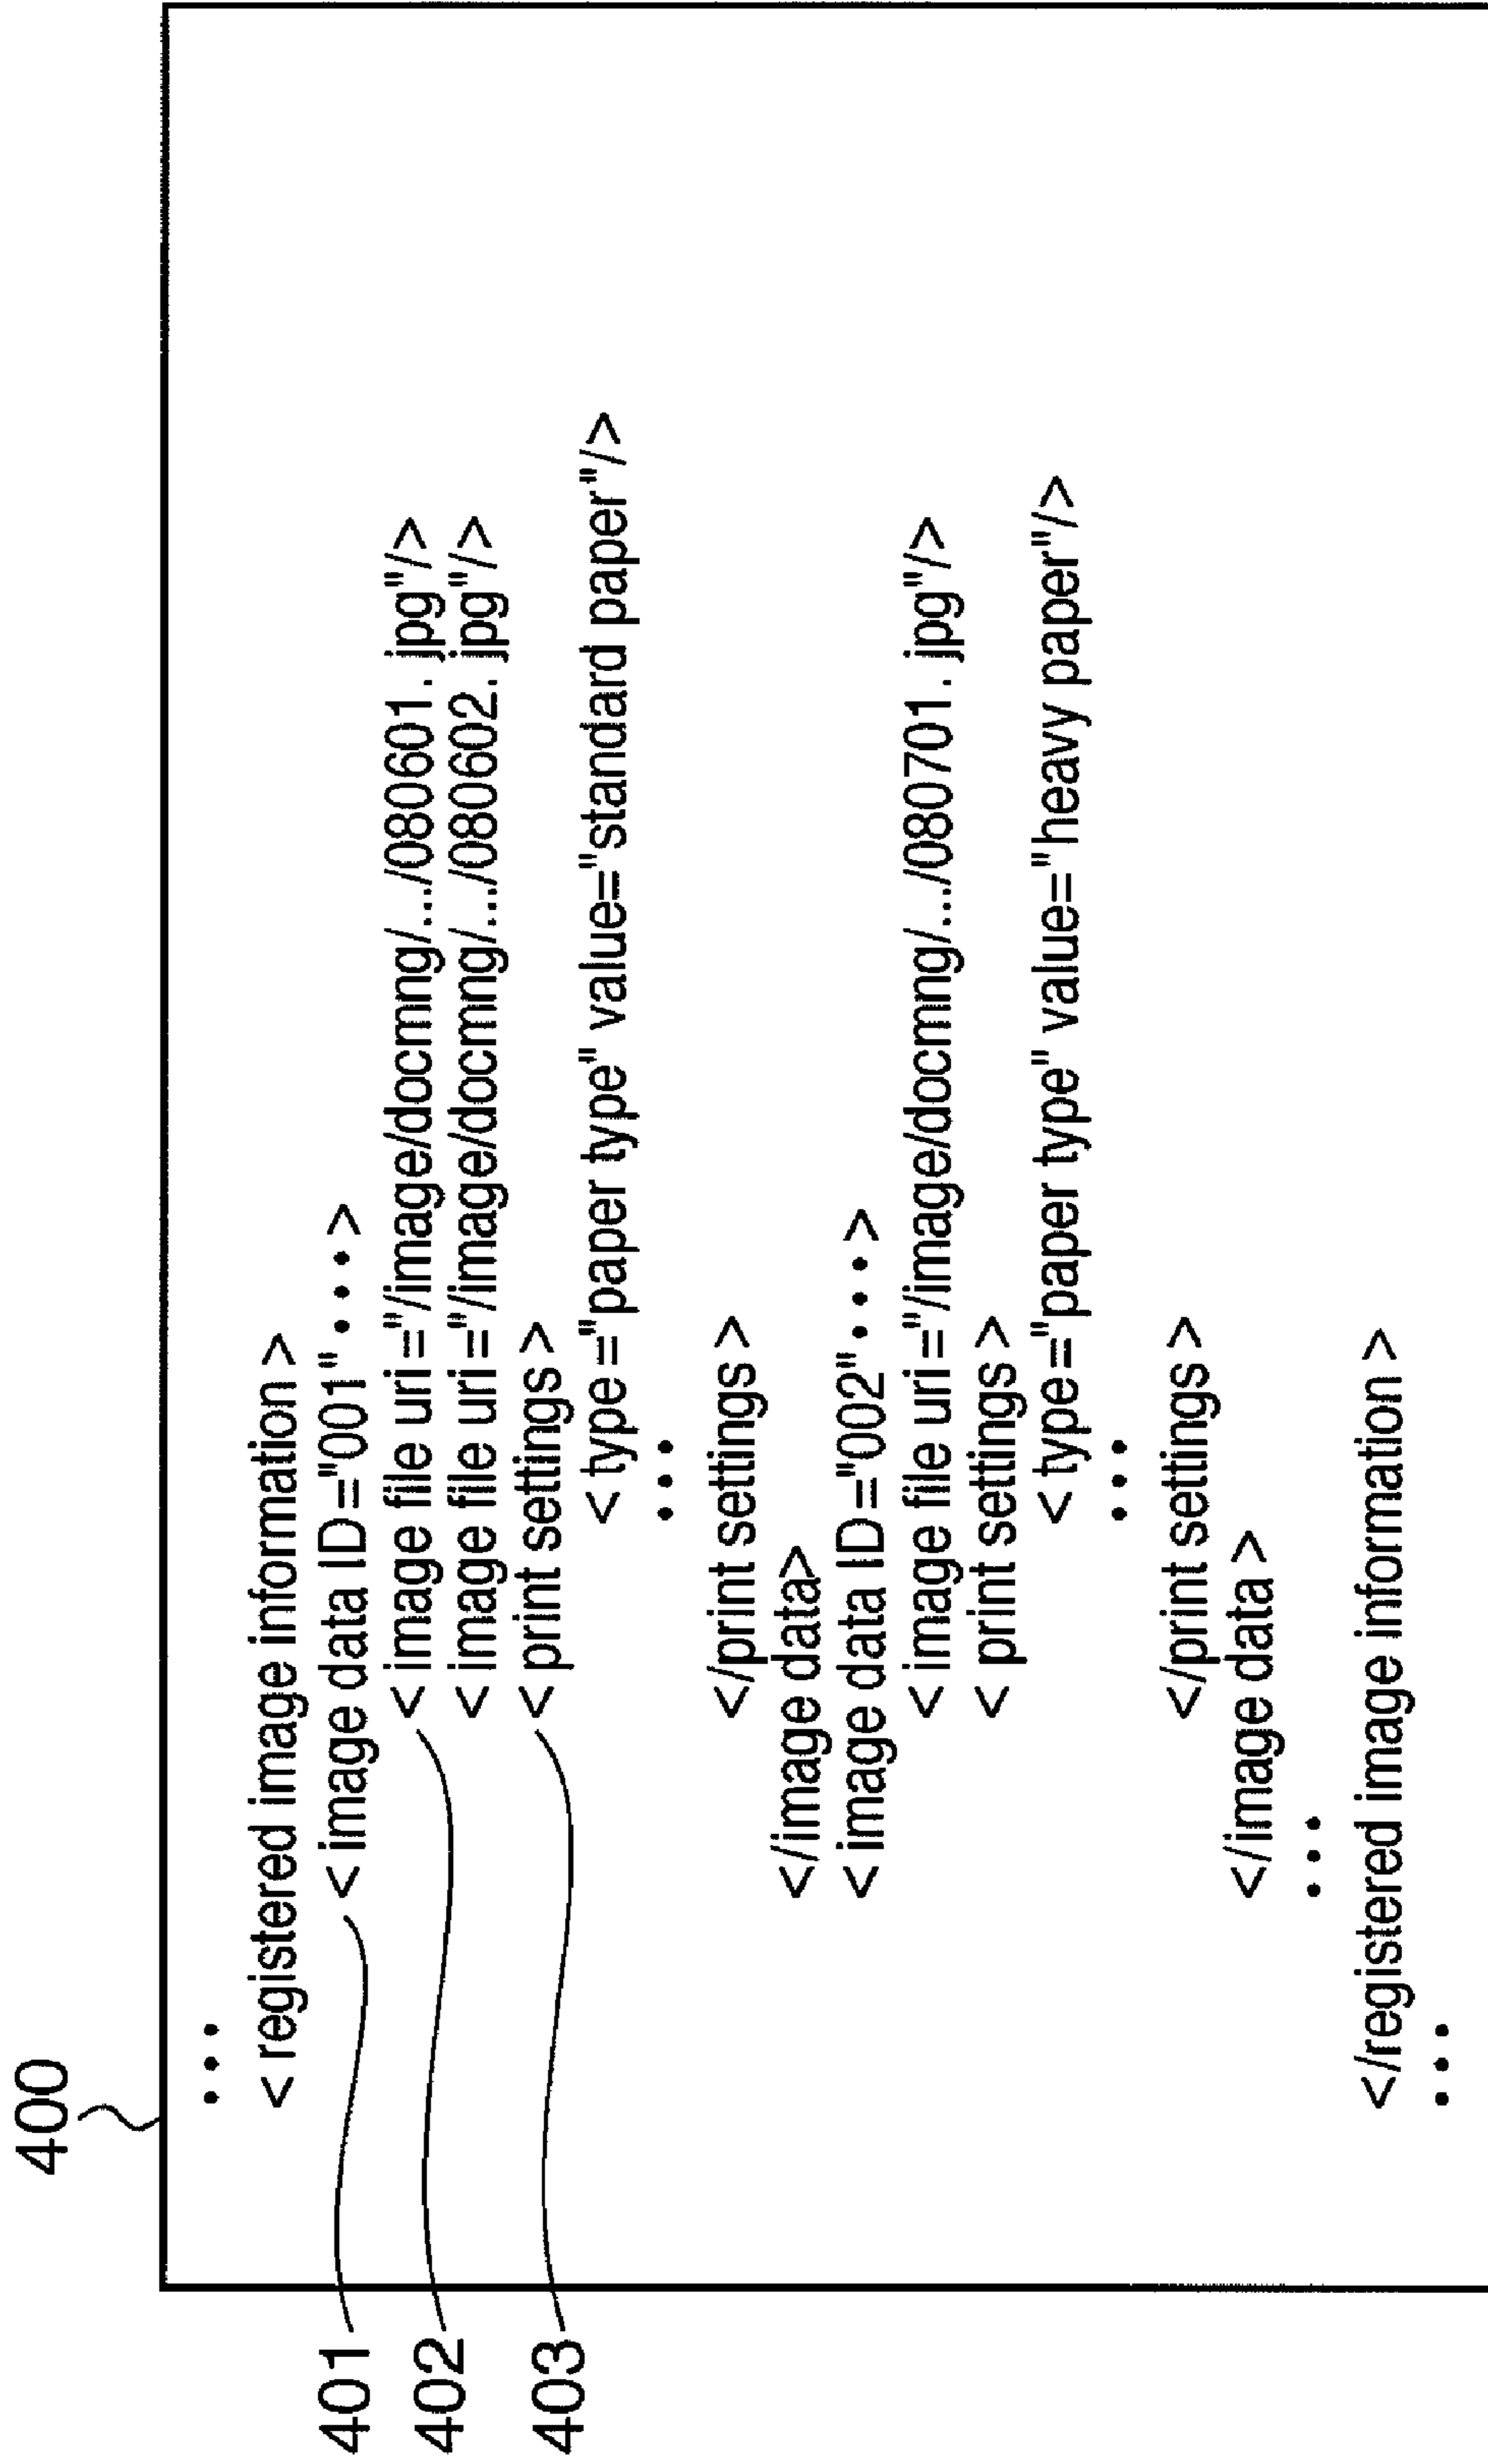 400
• • •
< registered image information >
401
< image data ID ="001" • • • >
402
< image file uri ="/image/docmng/.../080601. jpg"/>
< image file uri ="/image/docmng/.../080602. jpg"/>
403
< print settings >
< type ="paper type" value="standard paper"/>
• • •
</print settings >
</image data>
< image data ID ="002" • • • >
< image file uri ="/image/docmng/.../080701. jpg"/>
< print settings >
< type ="paper type" value="heavy paper"/>
• • •
</print settings >
</image data >
• • •
</registered image information >
• • •